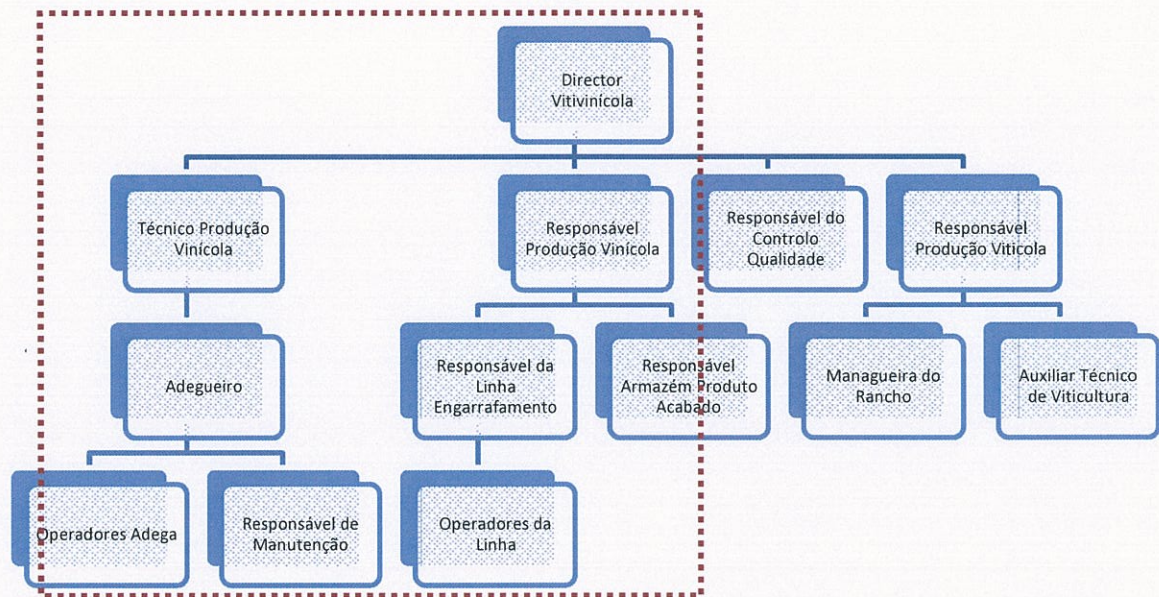 Director
Vitivinícola
Técnico Produção
Vinícola
Responsável
Produção Vinícola
Responsável do
Controlo
Qualidade
Responsável
Produção Viticola
Adegueiro
Responsável da
Linha
Engarrafamento
Responsável
Armazém Produto
Acabado
Managueira do
Rancho
Auxiliar Técnico
de Viticultura
Operadores Adega
Responsável de
Manutenção
Operadores da
Linha